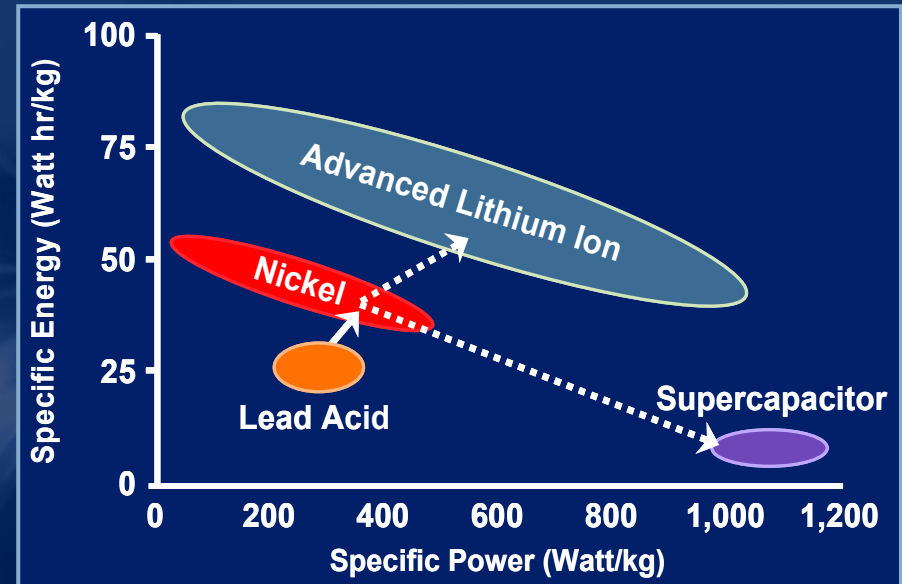 100
75
50
25
0
Specific Energy (Watt hr/kg)
Advanced Lithium Ion
Nickel
Lead Acid
Supercapacitor
0 200 400 600 800 1,000 1,200
Specific Power (Watt/kg)